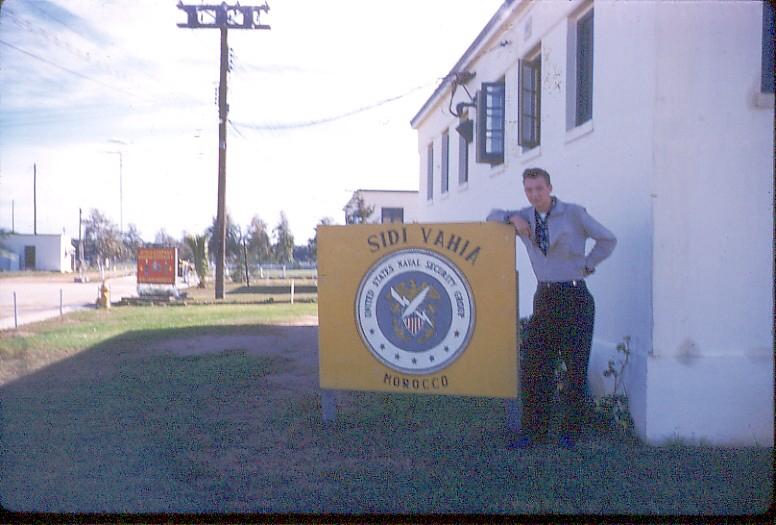 SIDI YAHIA
UNITED STATES NAVAL SECURITY GROUP
MOROCCO